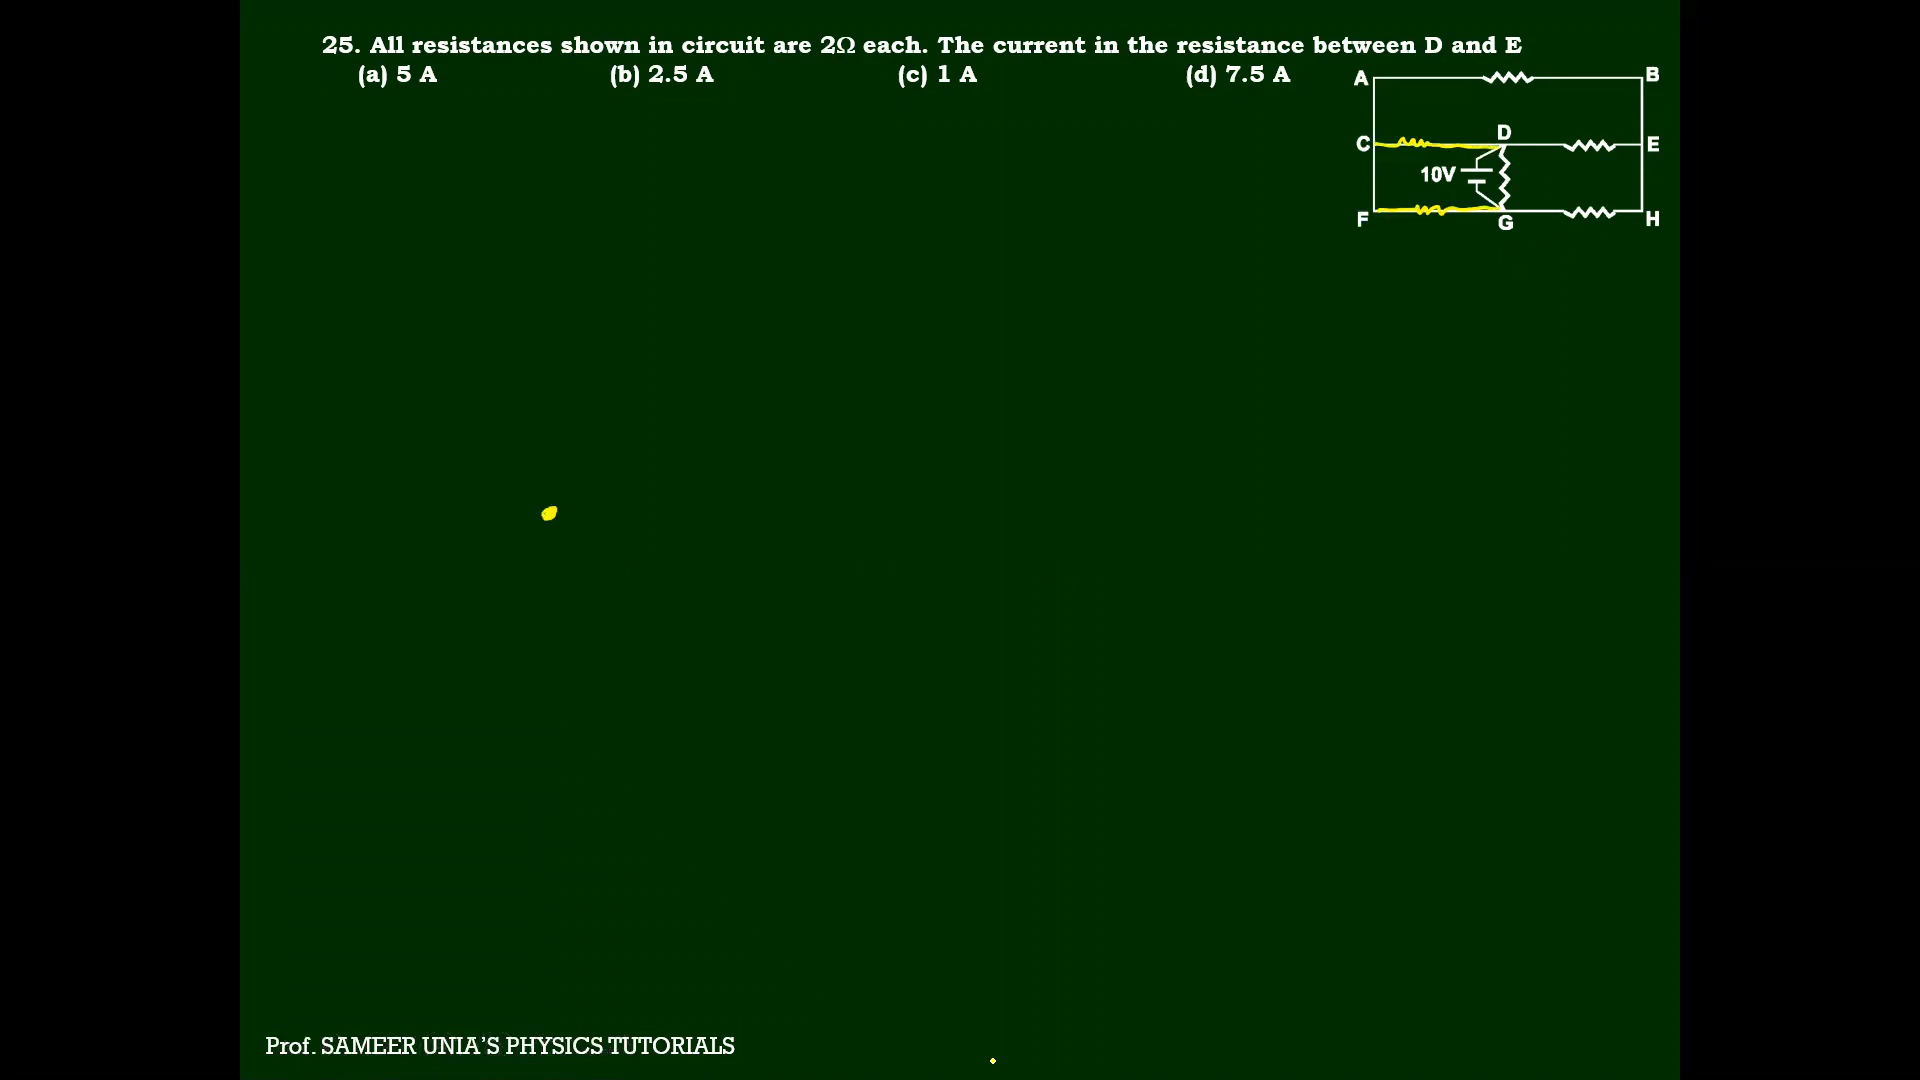 25. All resistances shown in circuit are 2Ω each. The current in the resistance between D and E
(a) 5 A (b) 2.5 A (c) 1 A (d) 7.5 A
A B
C D E
10V
F G H
Prof. SAMEER UNIA'S PHYSICS TUTORIALS